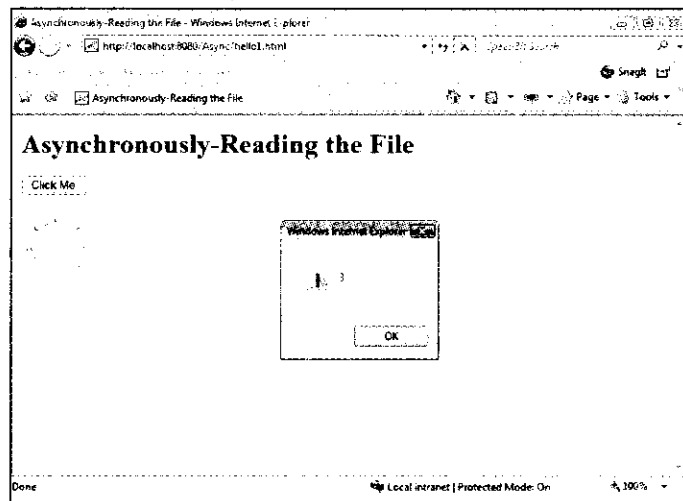 Asynchronously-Reading the File - Windows Internet Explorer
http://localhost:8080/Async/hello1.html
SnagIt
Asynchronously-Reading the File
Page
Tools
Asynchronously-Reading the File
Click Me
Windows Internet Explorer
3
OK
Done
Local intranet | Protected Mode: On
100%